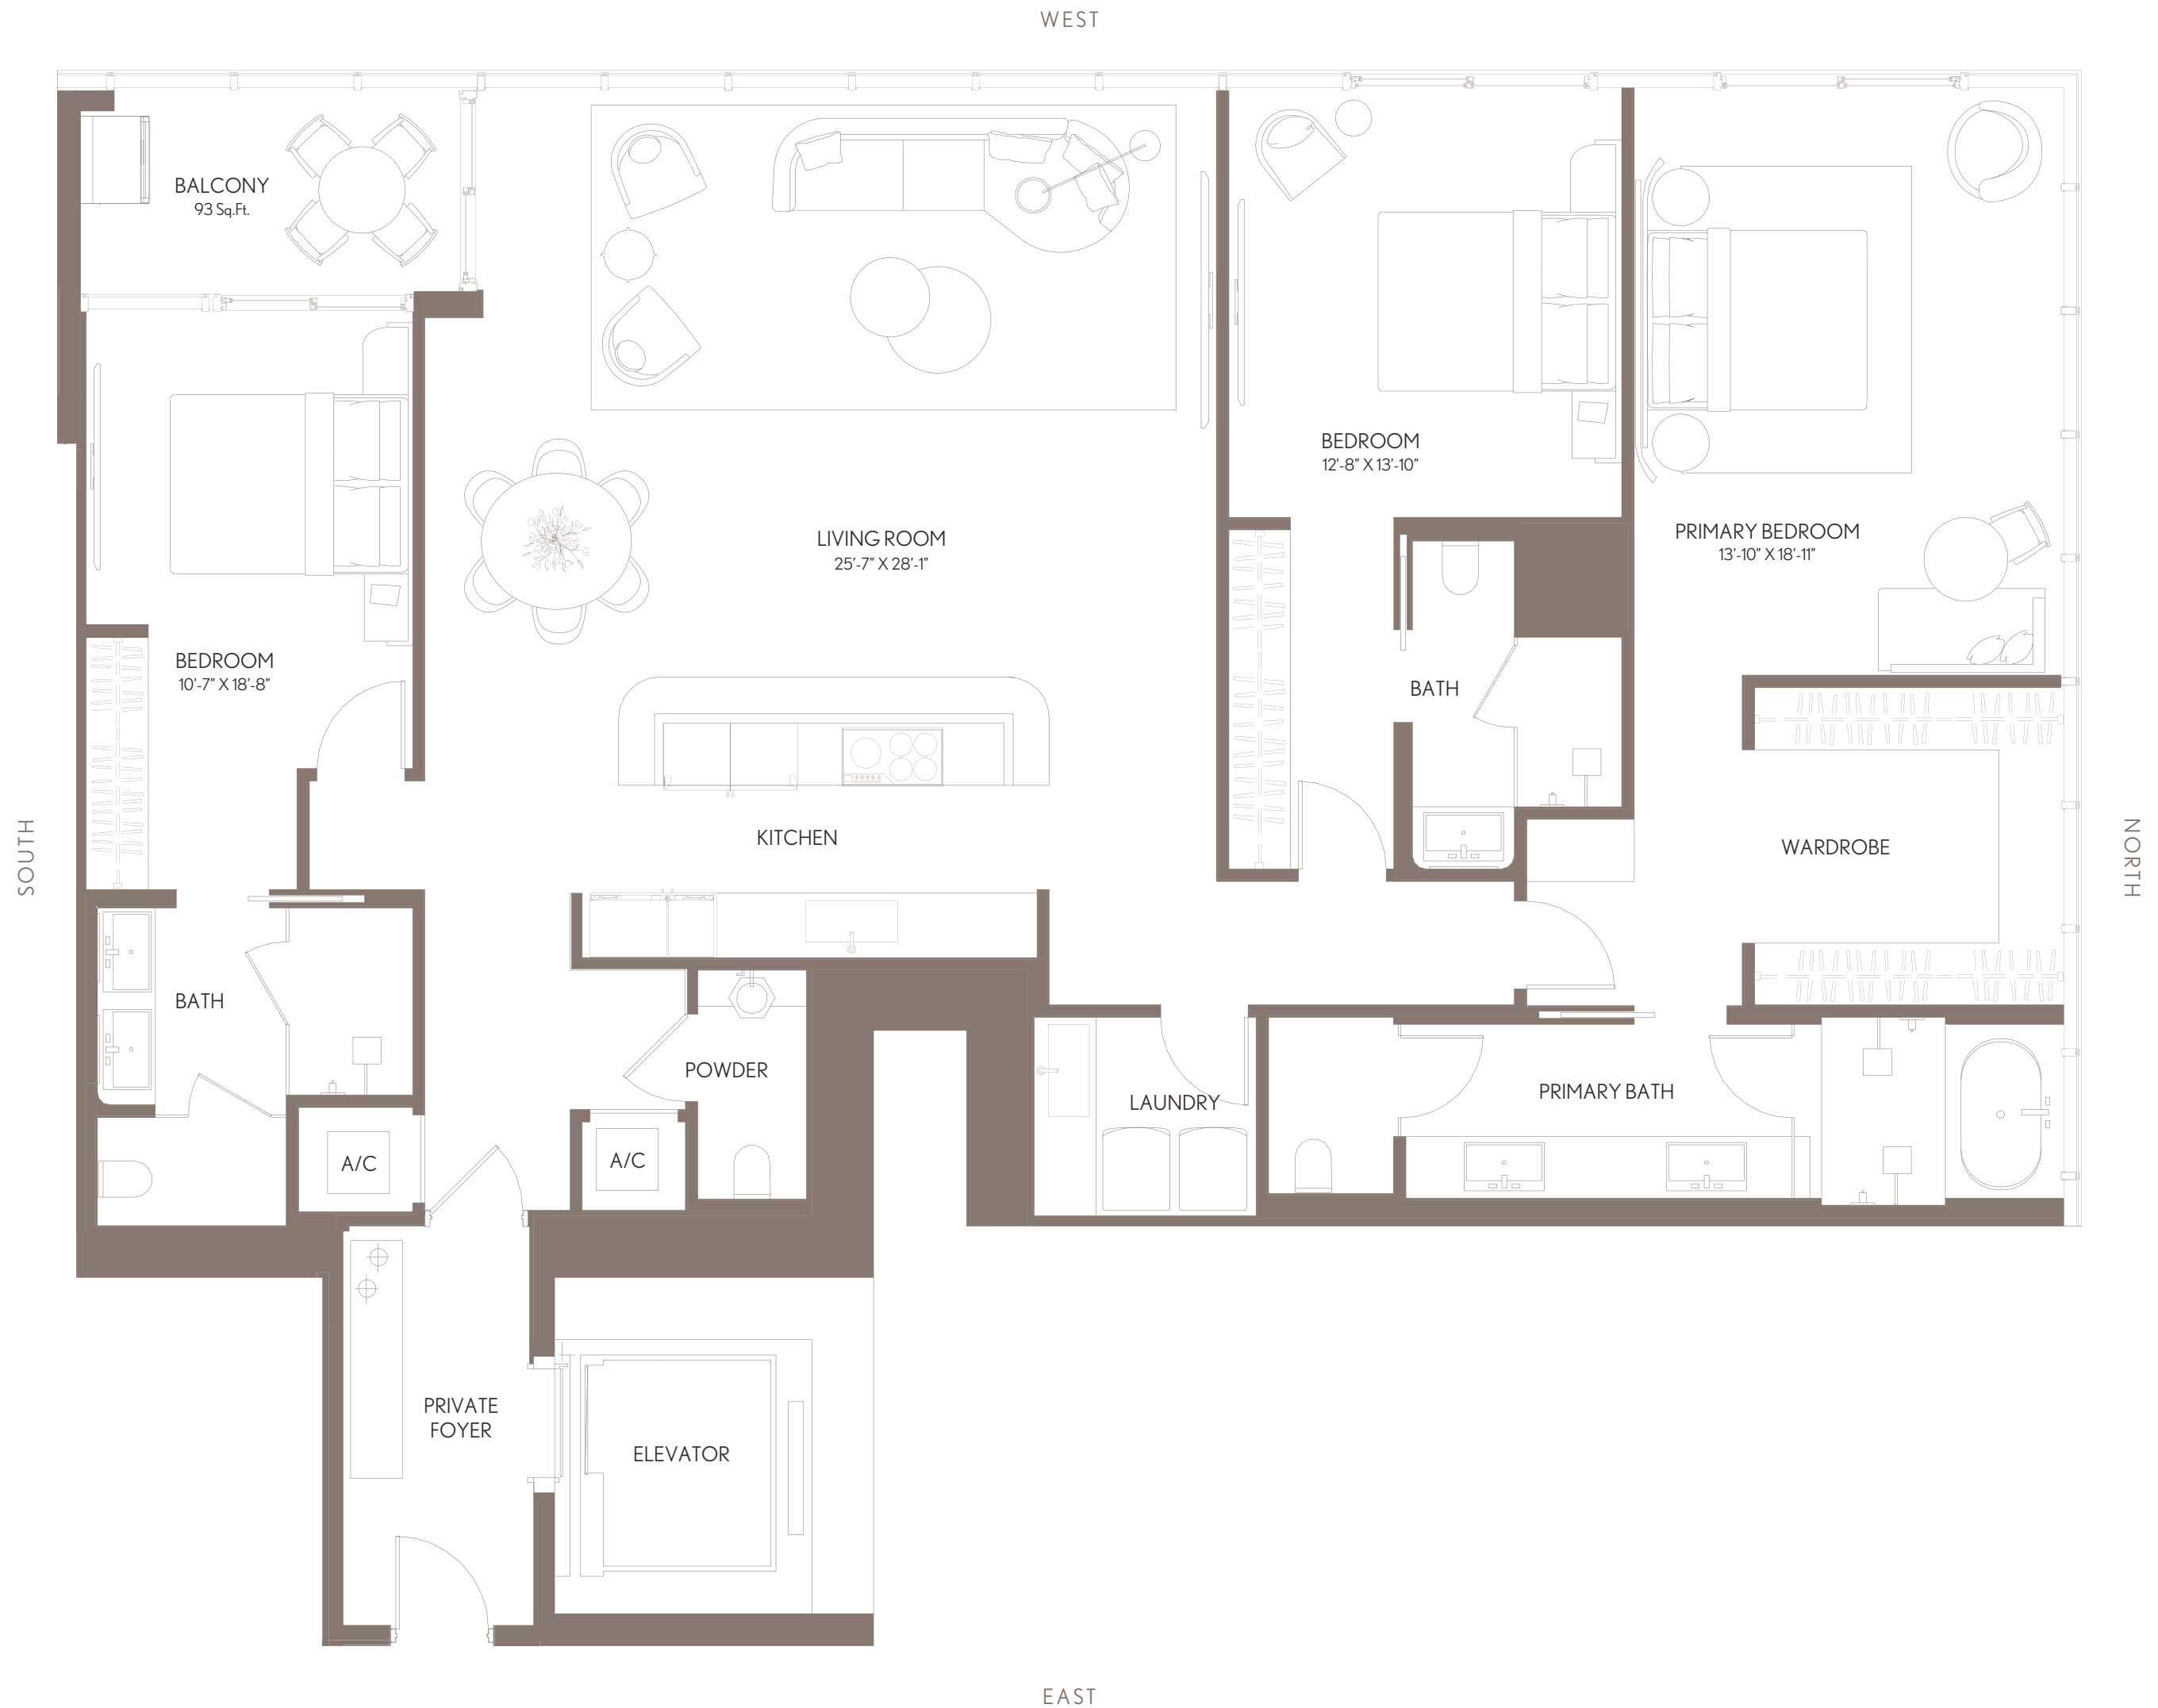 WEST
BALCONY
93 Sq.Ft.
BEDROOM
12'-8" X 13'-10"
LIVING ROOM
25'-7" X 28'-1"
PRIMARY BEDROOM
13'-10" X 18'-11"
BEDROOM
10'-7" X 18'-8"
BATH
KITCHEN
WARDROBE
SOUTH
NORTH
BATH
POWDER
LAUNDRY
PRIMARY BATH
A/C
A/C
PRIVATE
FOYER
ELEVATOR
EAST